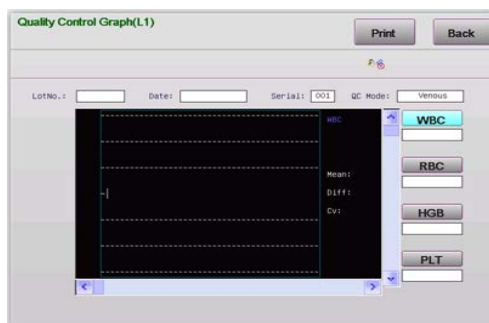 Quality Control Graph(L1)
Print
Back
LotNo.:
Date:
Serial: 001
QC Mode: Venous
WBC
WBC
RBC
Mean:
Diff:
Cv:
HGB
PLT